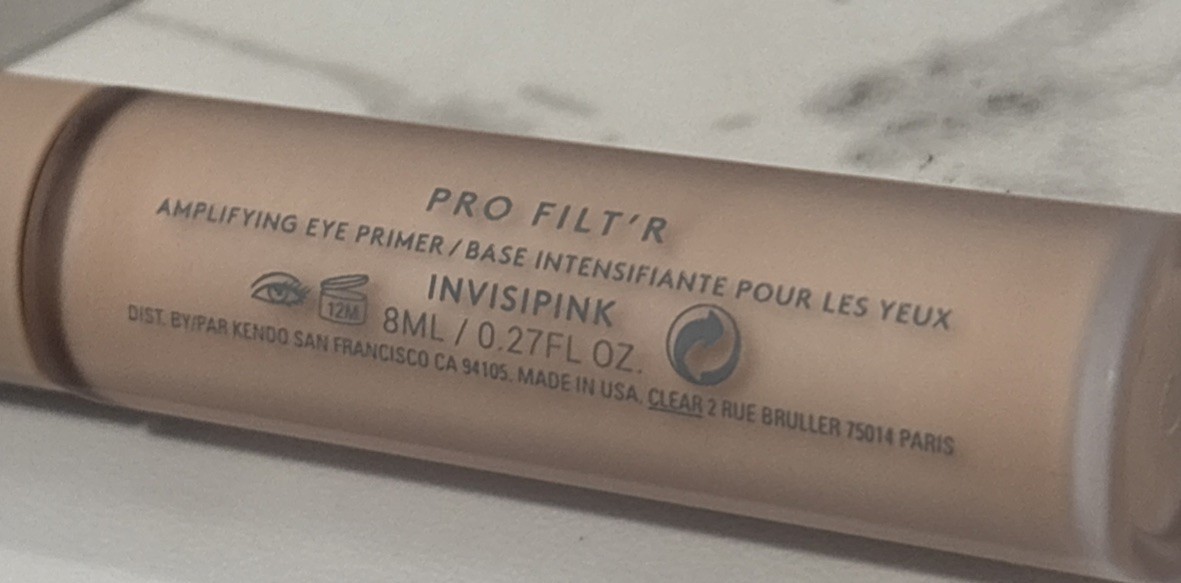 PRO FILT'R
AMPLIFYING EYE PRIMER / BASE INTENSIFIANTE POUR LES YEUX
INVISIPINK
12M 8ML / 0.27FL OZ.
DIST. BY/PAR KENDO SAN FRANCISCO CA 94105. MADE IN USA. CLEAR 2 RUE BRULLER 75014 PARIS